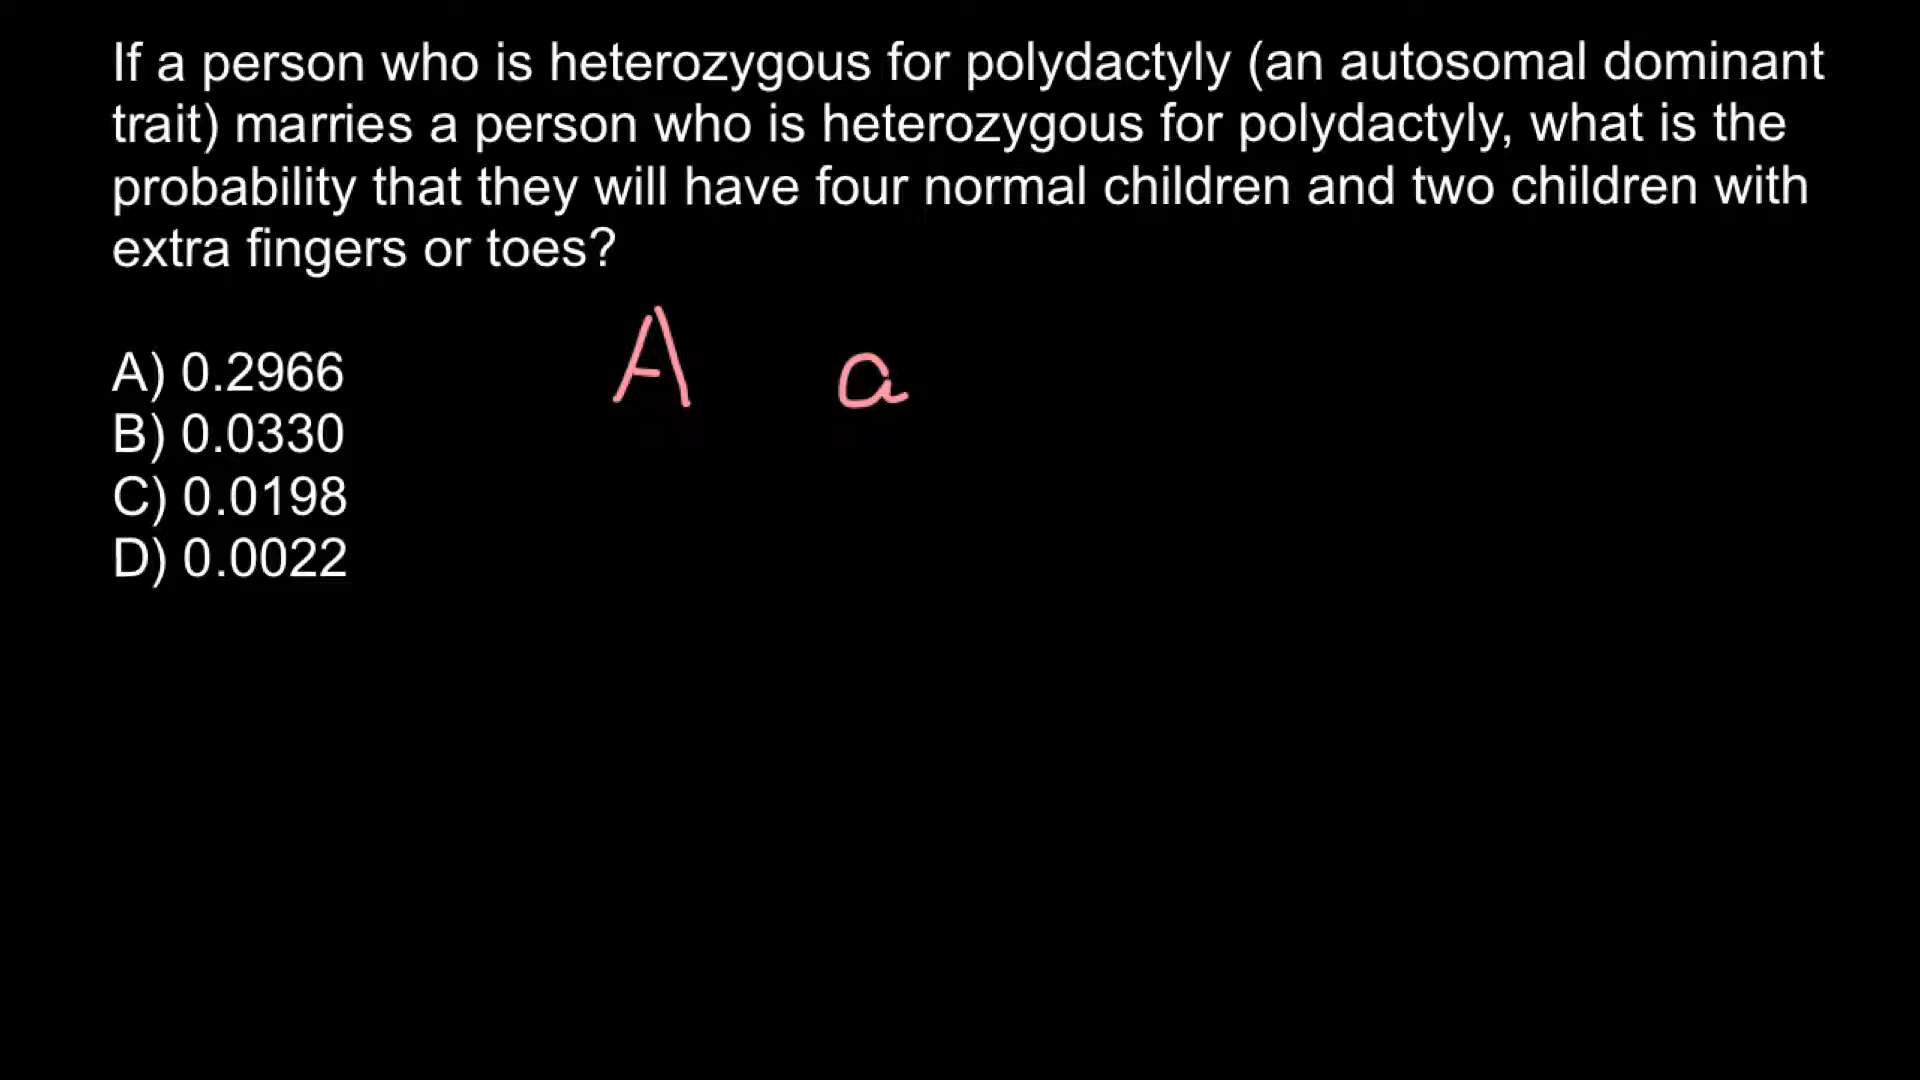 If a person who is heterozygous for polydactyly (an autosomal dominant
trait) marries a person who is heterozygous for polydactyly, what is the
probability that they will have four normal children and two children with
extra fingers or toes?
A) 0.2966
B) 0.0330
C) 0.0198
D) 0.0022
A a